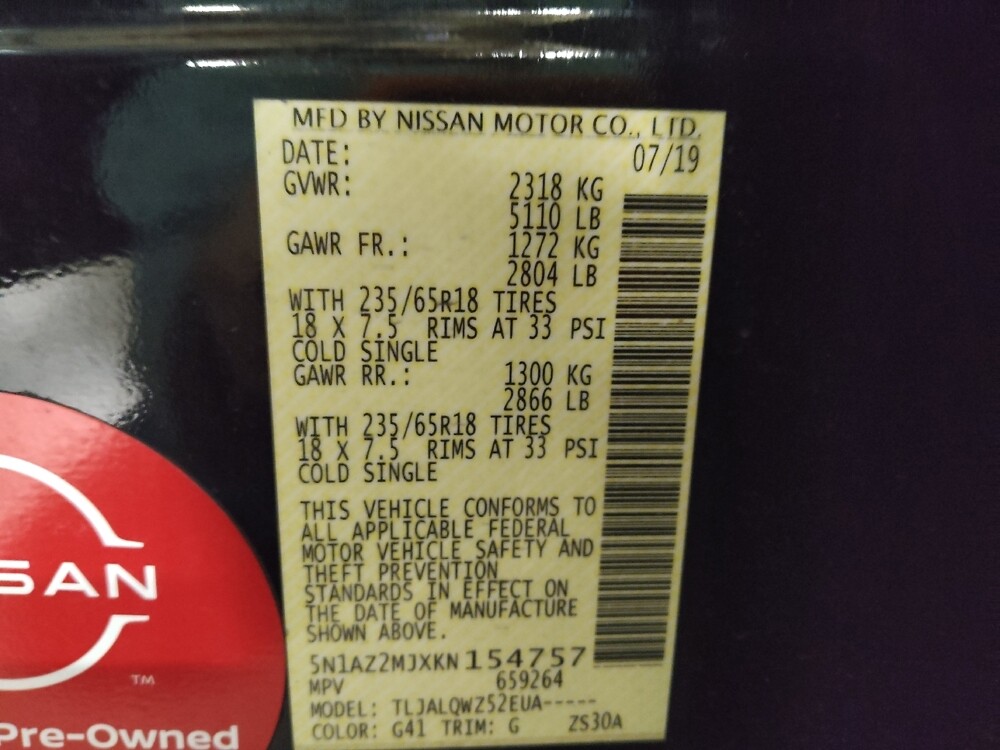 MFD BY NISSAN MOTOR CO., LTD.
DATE: 07/19
GVWR: 2318 KG
5110 LB
GAWR FR.: 1272 KG
2804 LB
WITH 235/65R18 TIRES
18 X 7.5 RIMS AT 33 PSI
COLD SINGLE
GAWR RR.: 1300 KG
2866 LB
WITH 235/65R18 TIRES
18 X 7.5 RIMS AT 33 PSI
COLD SINGLE
THIS VEHICLE CONFORMS TO
ALL APPLICABLE FEDERAL
MOTOR VEHICLE SAFETY AND
THEFT PREVENTION
STANDARDS IN EFFECT ON
THE DATE OF MANUFACTURE
SHOWN ABOVE.
5N1AZ2MJXKN154757
MPV 659264
MODEL: TLJALQWZ52EUA-----
COLOR: G41 TRIM: G ZS30A
SAN
TM
Pre-Owned